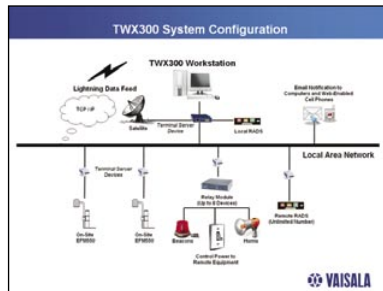 TWX300 System Configuration
TWX300 Workstation
Lightning Data Feed
TCP / IP
Satellite
Terminal Server
Device
Local RADS
Email Notification to
Computers and Web-Enabled
Cell Phones
Local Area Network
Terminal Server
Devices
Relay Module
(Up to 8 Devices)
On-Site
EFM550
On-Site
EFM550
Beacons
Horns
Control Power to
Remote Equipment
Remote RADS
(Unlimited Number)
VAISALA